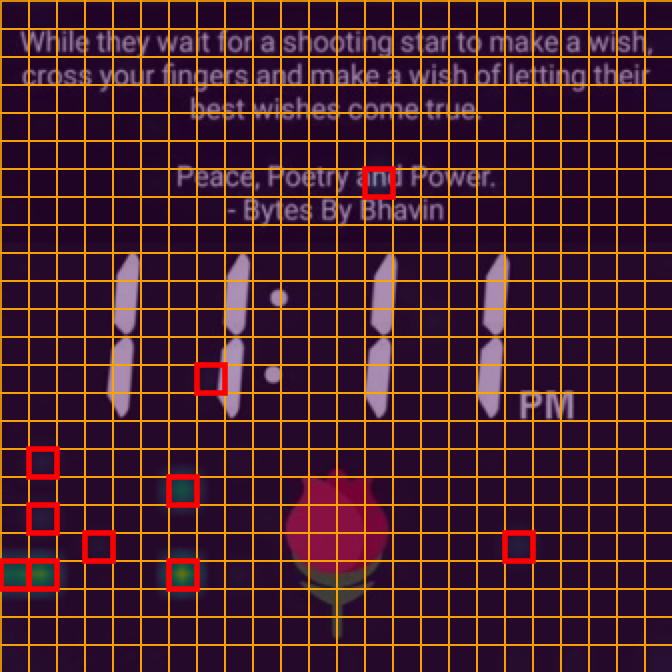 While they wait for a shooting star to make a wish,
cross your fingers and make a wish of letting their
best wishes come true.
Peace, Poetry and Power.
- Bytes By Bhavin
11:11 PM